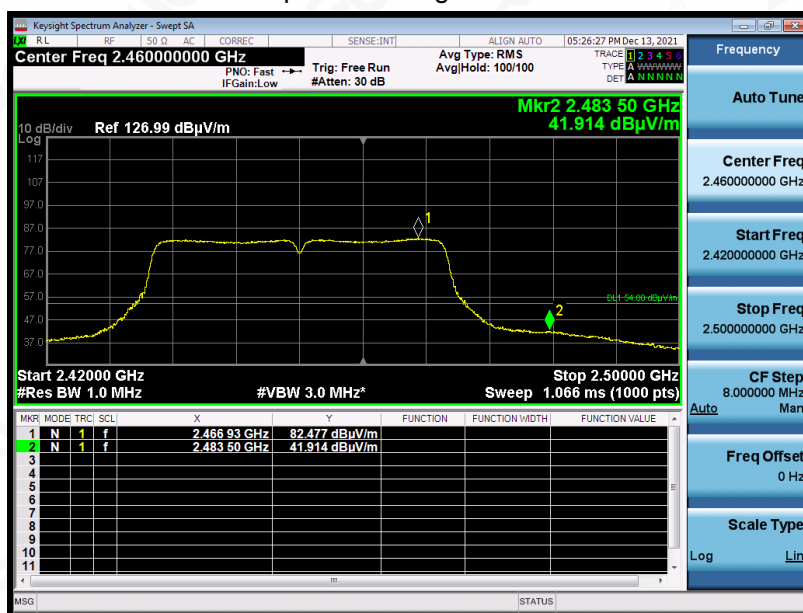 Keysight Spectrum Analyzer - Swept SA
LXI RL RF 50 Ω AC CORREC SENSE:INT ALIGN AUTO 05:26:27 PM Dec 13, 2021
Center Freq 2.460000000 GHz
PNO: Fast
IFGain:Low
Trig: Free Run
#Atten: 30 dB
Avg Type: RMS
Avg|Hold: 100/100
TRACE 1 2 3 4 5 6
TYPE A WWWWW
DET A N N N N N
Mkr2 2.483 50 GHz
41.914 dBµV/m
10 dB/div Ref 126.99 dBµV/m
Log
117
107
97.0
87.0
77.0
67.0
57.0
47.0
37.0
1
2
DL1 54.00 dBµV/m
Start 2.42000 GHz Stop 2.50000 GHz
#Res BW 1.0 MHz #VBW 3.0 MHz* Sweep 1.066 ms (1000 pts)
MKR MODE TRC SCL X Y FUNCTION FUNCTION WIDTH FUNCTION VALUE
1 N 1 f 2.466 93 GHz 82.477 dBµV/m
2 N 1 f 2.483 50 GHz 41.914 dBµV/m
3
4
5
6
7
8
9
10
11
MSG STATUS
Frequency
Auto Tune
Center Freq
2.460000000 GHz
Start Freq
2.420000000 GHz
Stop Freq
2.500000000 GHz
CF Step
8.000000 MHz
Auto Man
Freq Offset
0 Hz
Scale Type
Log Lin